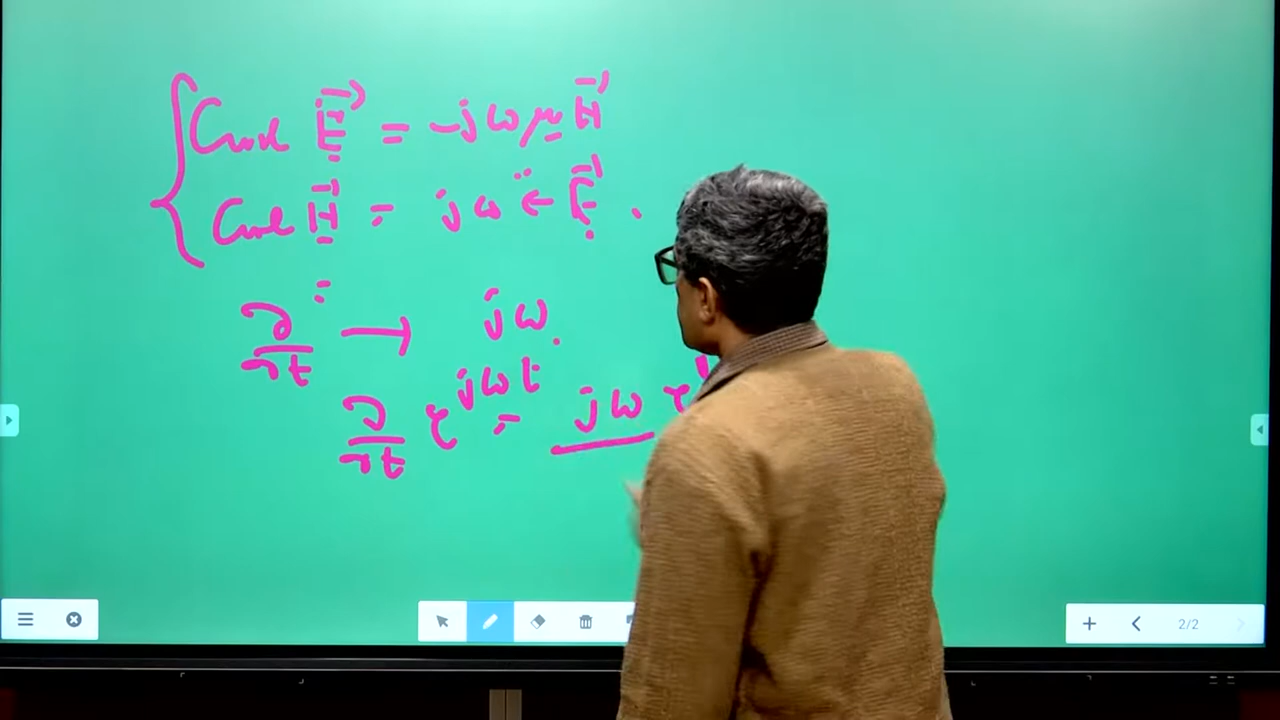 Curl E⃗ = -jωμH⃗
Curl H⃗ = jωϵE⃗.
∂/∂t → jω.
∂/∂t e^jωt = jω e
2/2